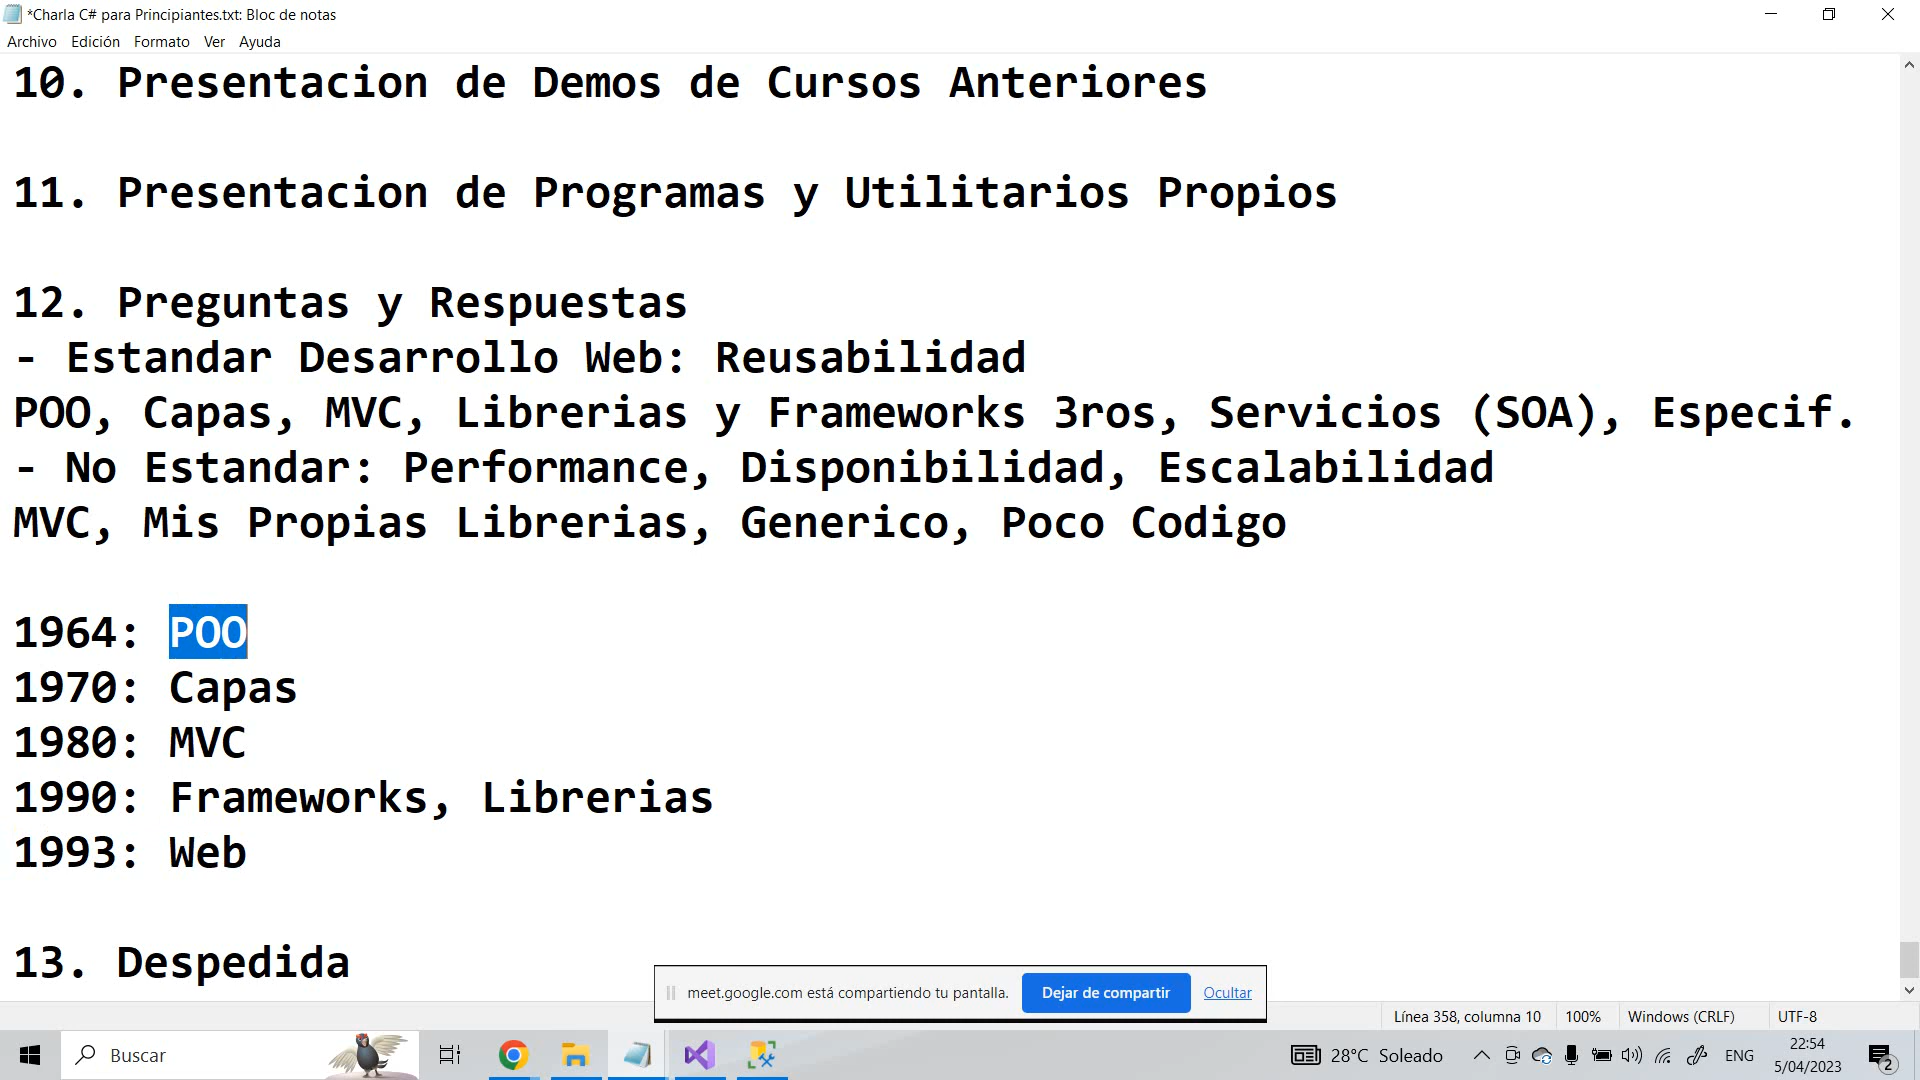 *Charla C# para Principiantes.txt: Bloc de notas
Archivo Edición Formato Ver Ayuda
10. Presentacion de Demos de Cursos Anteriores
11. Presentacion de Programas y Utilitarios Propios
12. Preguntas y Respuestas
- Estandar Desarrollo Web: Reusabilidad
POO, Capas, MVC, Librerias y Frameworks 3ros, Servicios (SOA), Especif.
- No Estandar: Performance, Disponibilidad, Escalabilidad
MVC, Mis Propias Librerias, Generico, Poco Codigo
1964: POO
1970: Capas
1980: MVC
1990: Frameworks, Librerias
1993: Web
13. Despedida
meet.google.com está compartiendo tu pantalla. Dejar de compartir Ocultar
Línea 358, columna 10 100% Windows (CRLF) UTF-8
Buscar 28°C Soleado ENG 22:54
5/04/2023 2